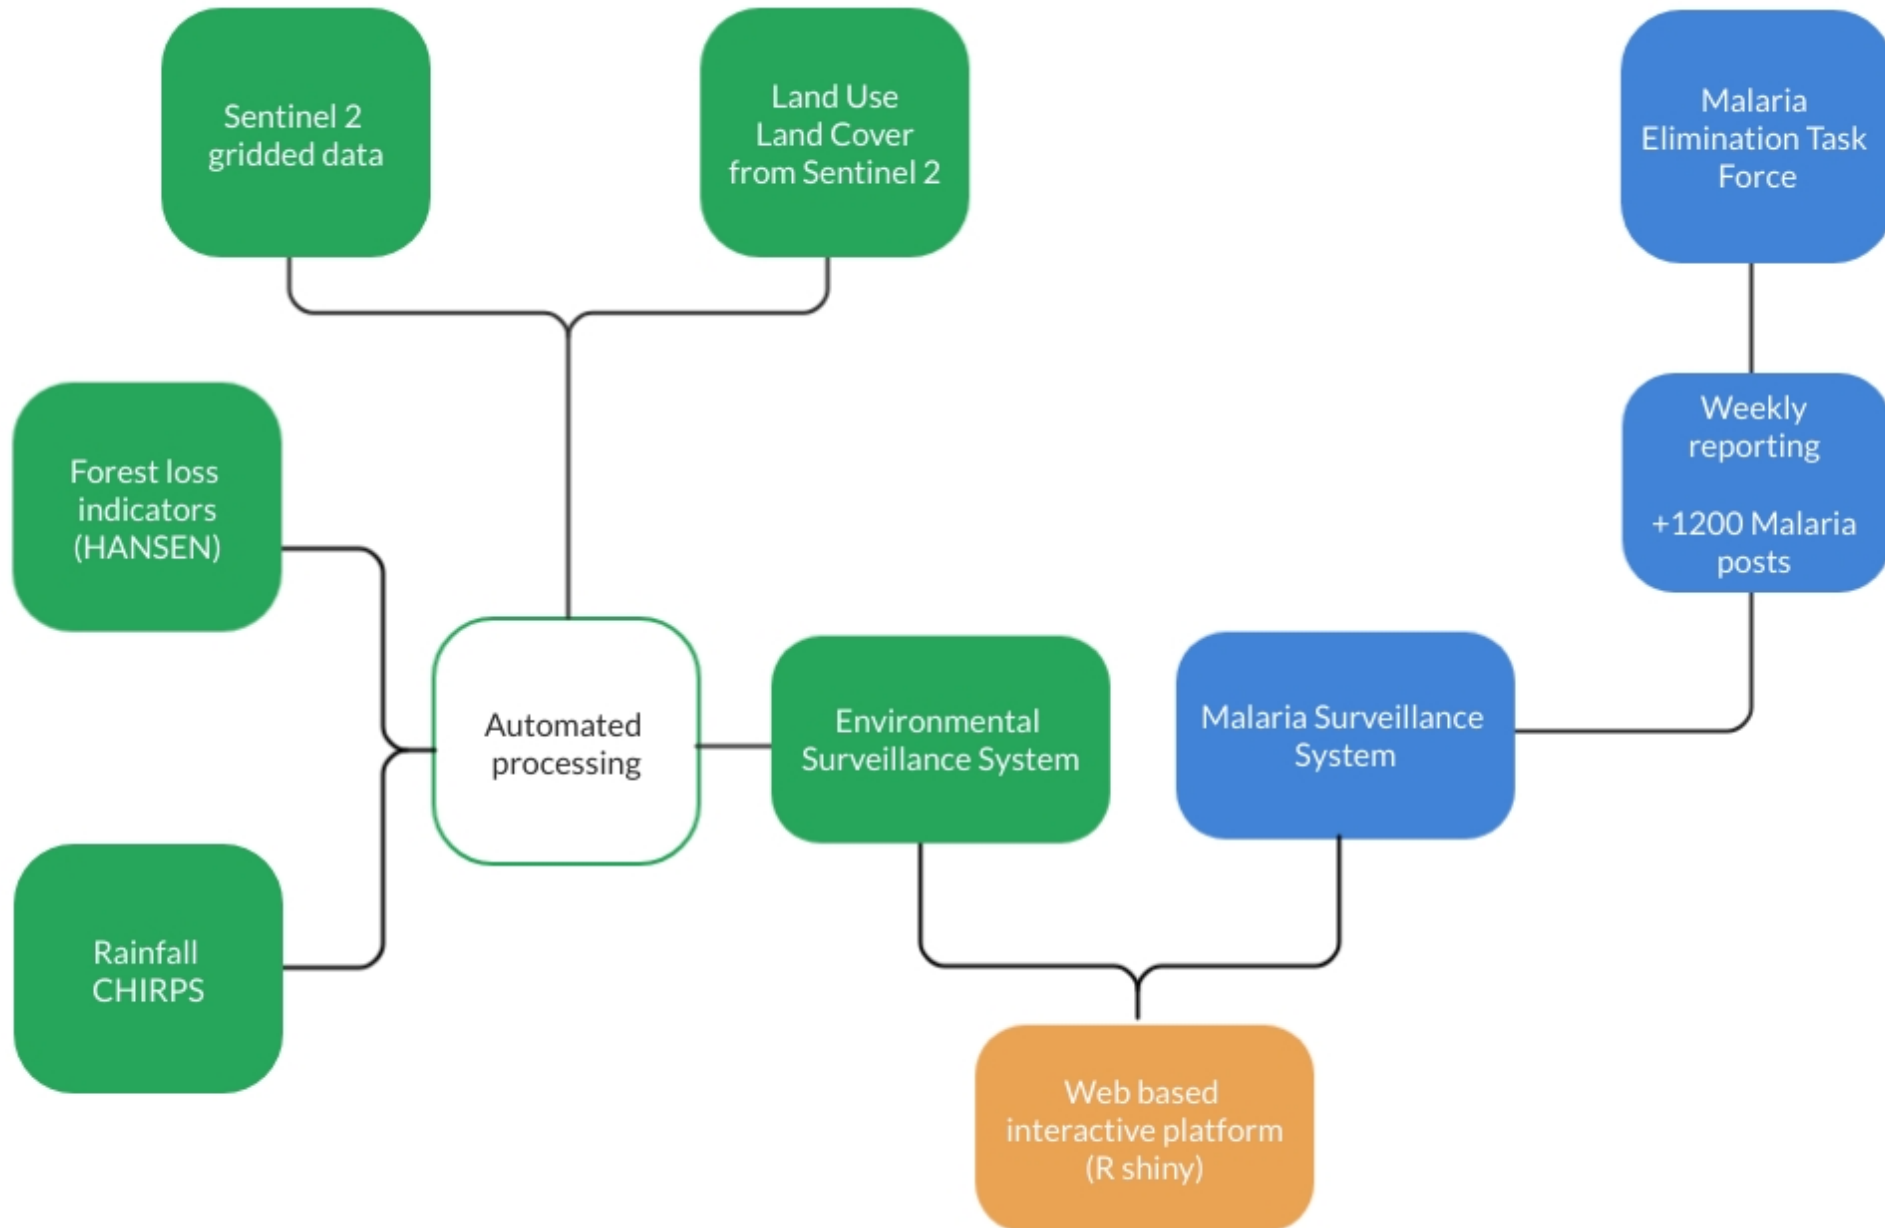 Sentinel 2
gridded data
Land Use
Land Cover
from Sentinel 2
Malaria
Elimination Task
Force
Forest loss
indicators
(HANSEN)
Weekly
reporting
+1200 Malaria
posts
Automated
processing
Environmental
Surveillance System
Malaria Surveillance
System
Rainfall
CHIRPS
Web based
interactive platform
(R shiny)